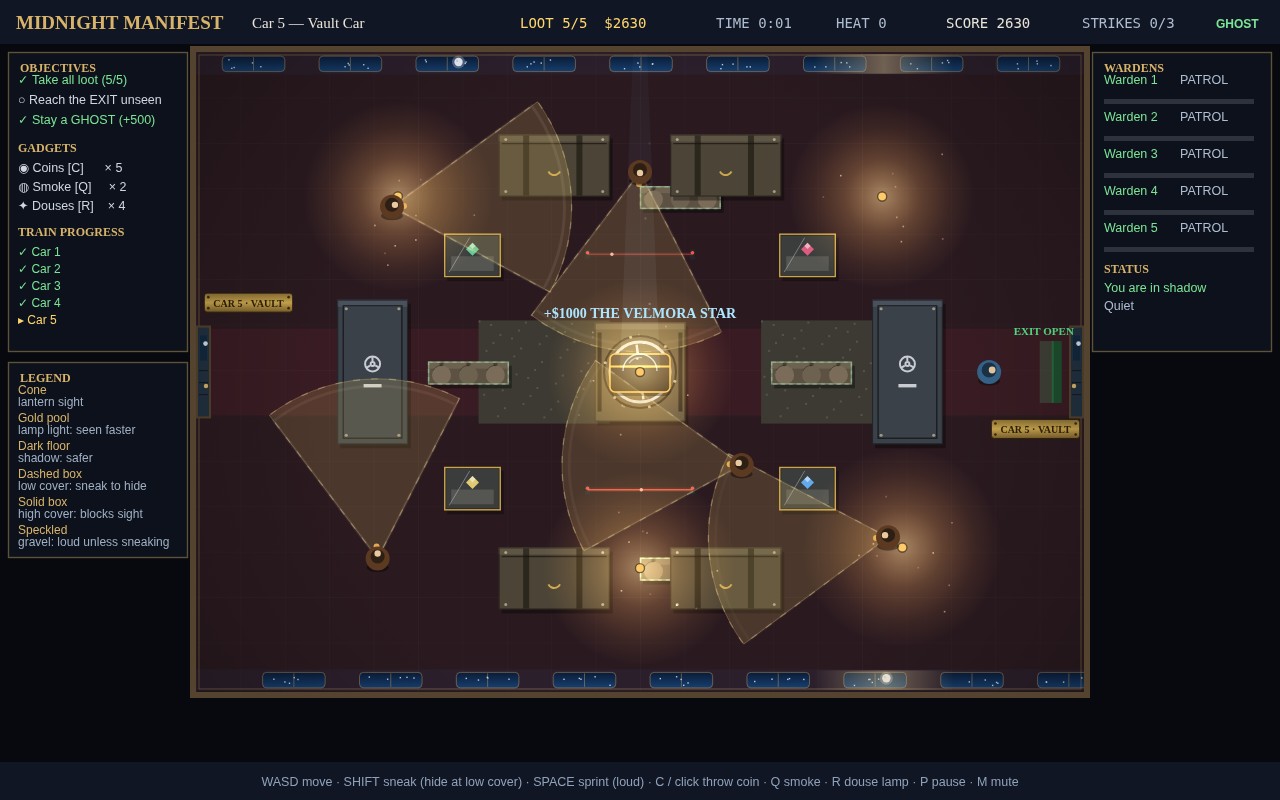 MIDNIGHT MANIFEST
Car 5 — Vault Car
LOOT 5/5 $2630
TIME 0:01
HEAT 0
SCORE 2630
STRIKES 0/3
GHOST
OBJECTIVES
✓ Take all loot (5/5)
○ Reach the EXIT unseen
✓ Stay a GHOST (+500)
GADGETS
◉ Coins [C] × 5
◍ Smoke [Q] × 2
✦ Douses [R] × 4
TRAIN PROGRESS
✓ Car 1
✓ Car 2
✓ Car 3
✓ Car 4
▸ Car 5
LEGEND
Cone
lantern sight
Gold pool
lamp light: seen faster
Dark floor
shadow: safer
Dashed box
low cover: sneak to hide
Solid box
high cover: blocks sight
Speckled
gravel: loud unless sneaking
CAR 5 · VAULT
+$1000 THE VELMORA STAR
EXIT OPEN
CAR 5 · VAULT
WARDENS
Warden 1 PATROL
Warden 2 PATROL
Warden 3 PATROL
Warden 4 PATROL
Warden 5 PATROL
STATUS
You are in shadow
Quiet
WASD move · SHIFT sneak (hide at low cover) · SPACE sprint (loud) · C / click throw coin · Q smoke · R douse lamp · P pause · M mute